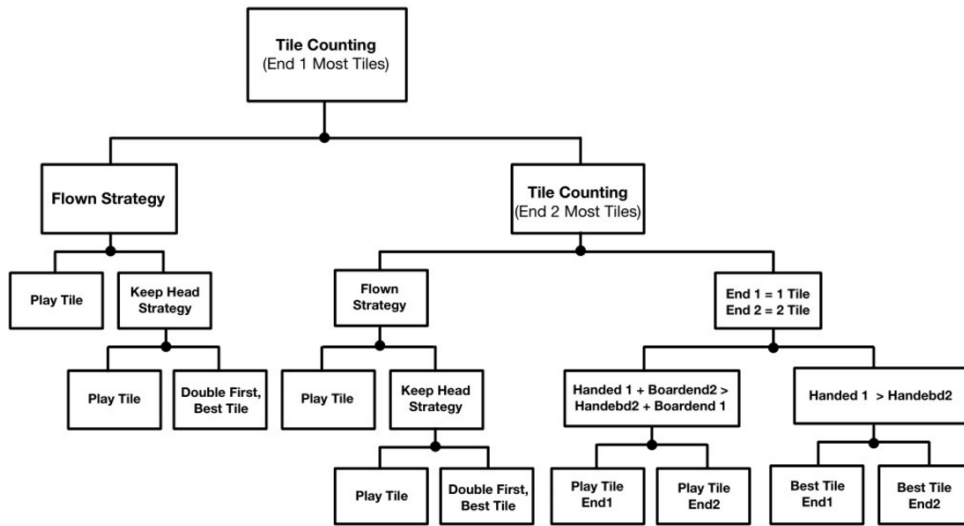 Tile Counting
(End 1 Most Tiles)
Flown Strategy
Tile Counting
(End 2 Most Tiles)
Play Tile
Keep Head
Strategy
Flown
Strategy
End 1 = 1 Tile
End 2 = 2 Tile
Play Tile
Double First,
Best Tile
Play Tile
Keep Head
Strategy
Handed 1 + Boardend2 >
Handebd2 + Boardend 1
Handed 1 > Handebd2
Play Tile
Double First,
Best Tile
Play Tile
End1
Play Tile
End2
Best Tile
End1
Best Tile
End2